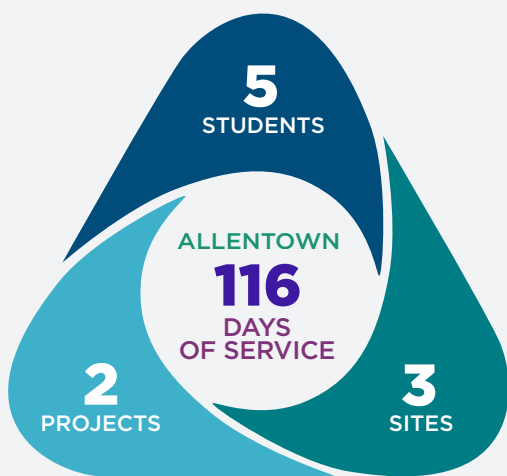 5
STUDENTS
ALLENTOWN
116
DAYS
OF SERVICE
2
PROJECTS
3
SITES